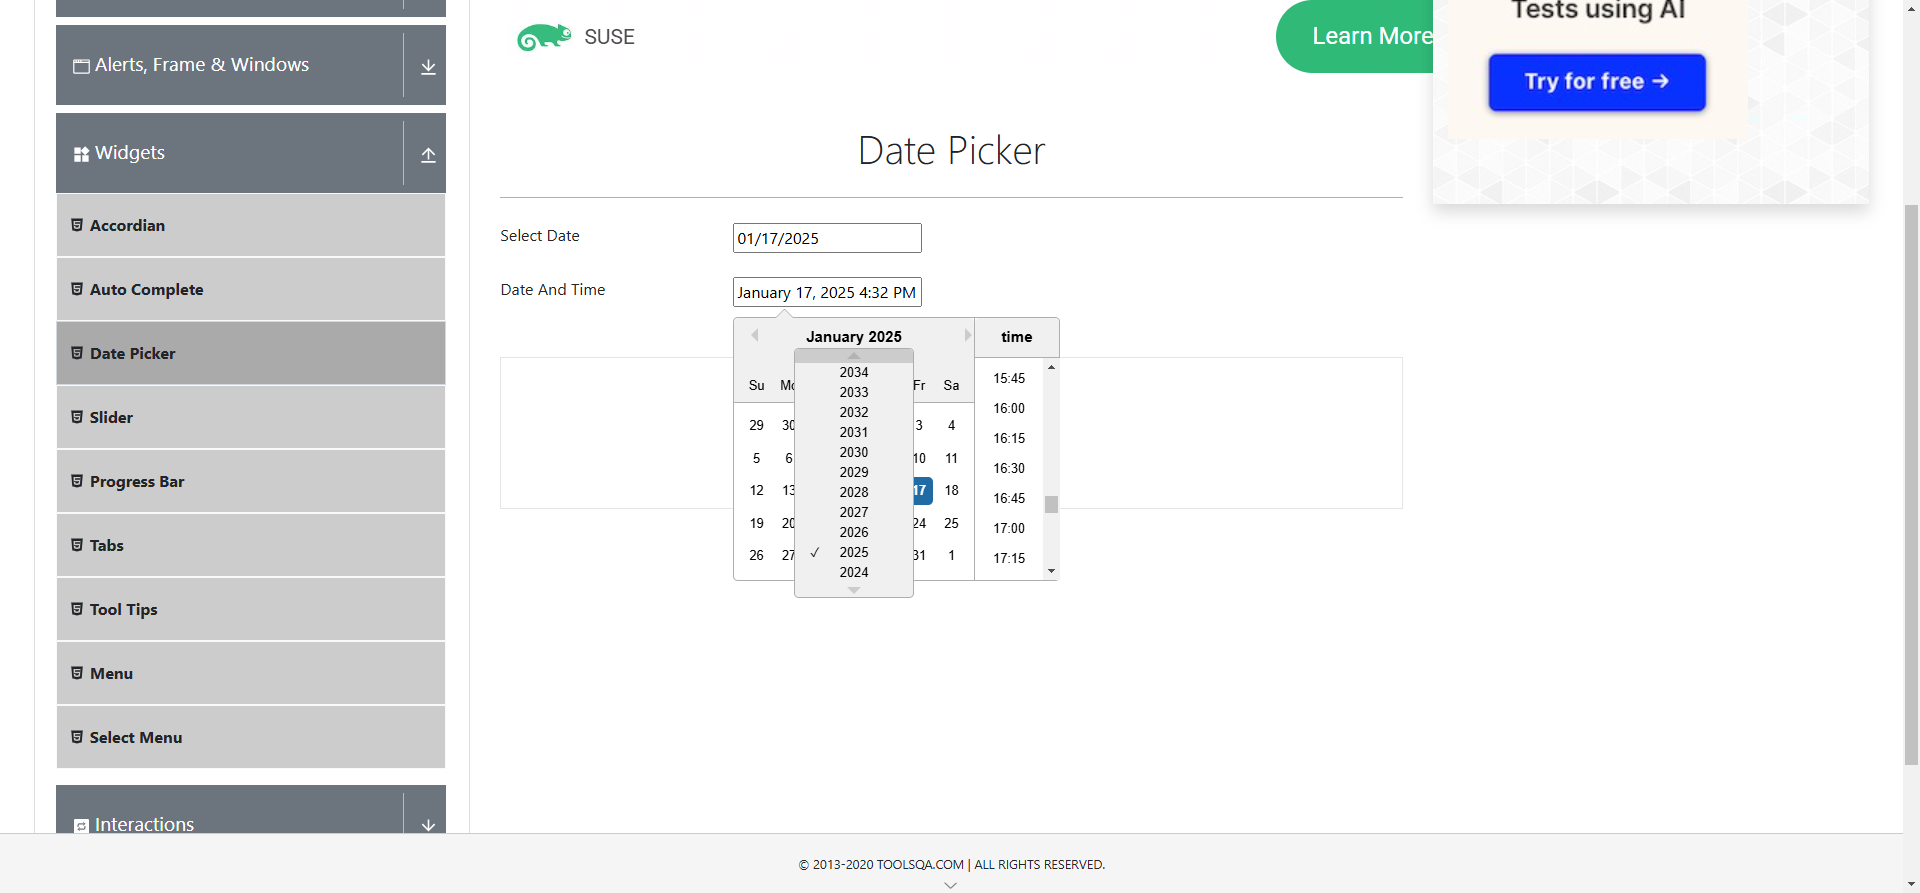 Alerts, Frame & Windows
Widgets
Accordian
Auto Complete
Date Picker
Slider
Progress Bar
Tabs
Tool Tips
Menu
Select Menu
Interactions
SUSE
Learn More
Tests using AI
Try for free →
Date Picker
Select Date
01/17/2025
Date And Time
January 17, 2025 4:32 PM
January 2025
time
Su Mo Fr Sa
29 30 3 4
5 6 10 11
12 13 17 18
19 20 24 25
26 27 31 1
2034
2033
2032
2031
2030
2029
2028
2027
2026
✓ 2025
2024
15:45
16:00
16:15
16:30
16:45
17:00
17:15
© 2013-2020 TOOLSQA.COM | ALL RIGHTS RESERVED.